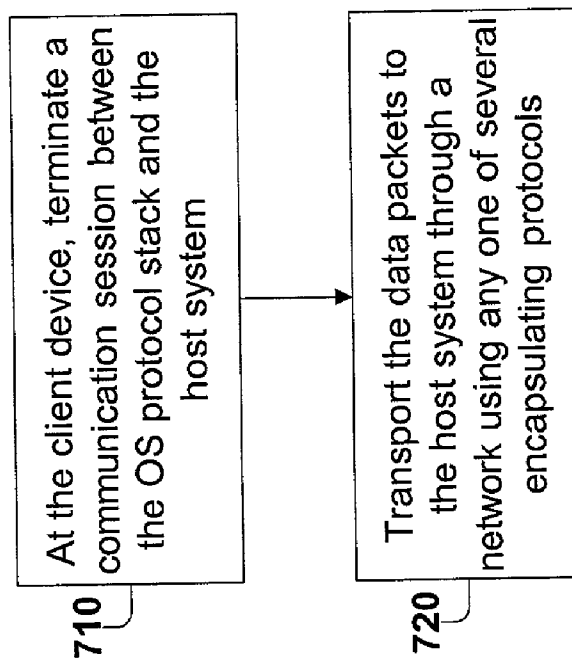 710
At the client device, terminate a
communication session between
the OS protocol stack and the
host system
720
Transport the data packets to
the host system through a
network using any one of several
encapsulating protocols